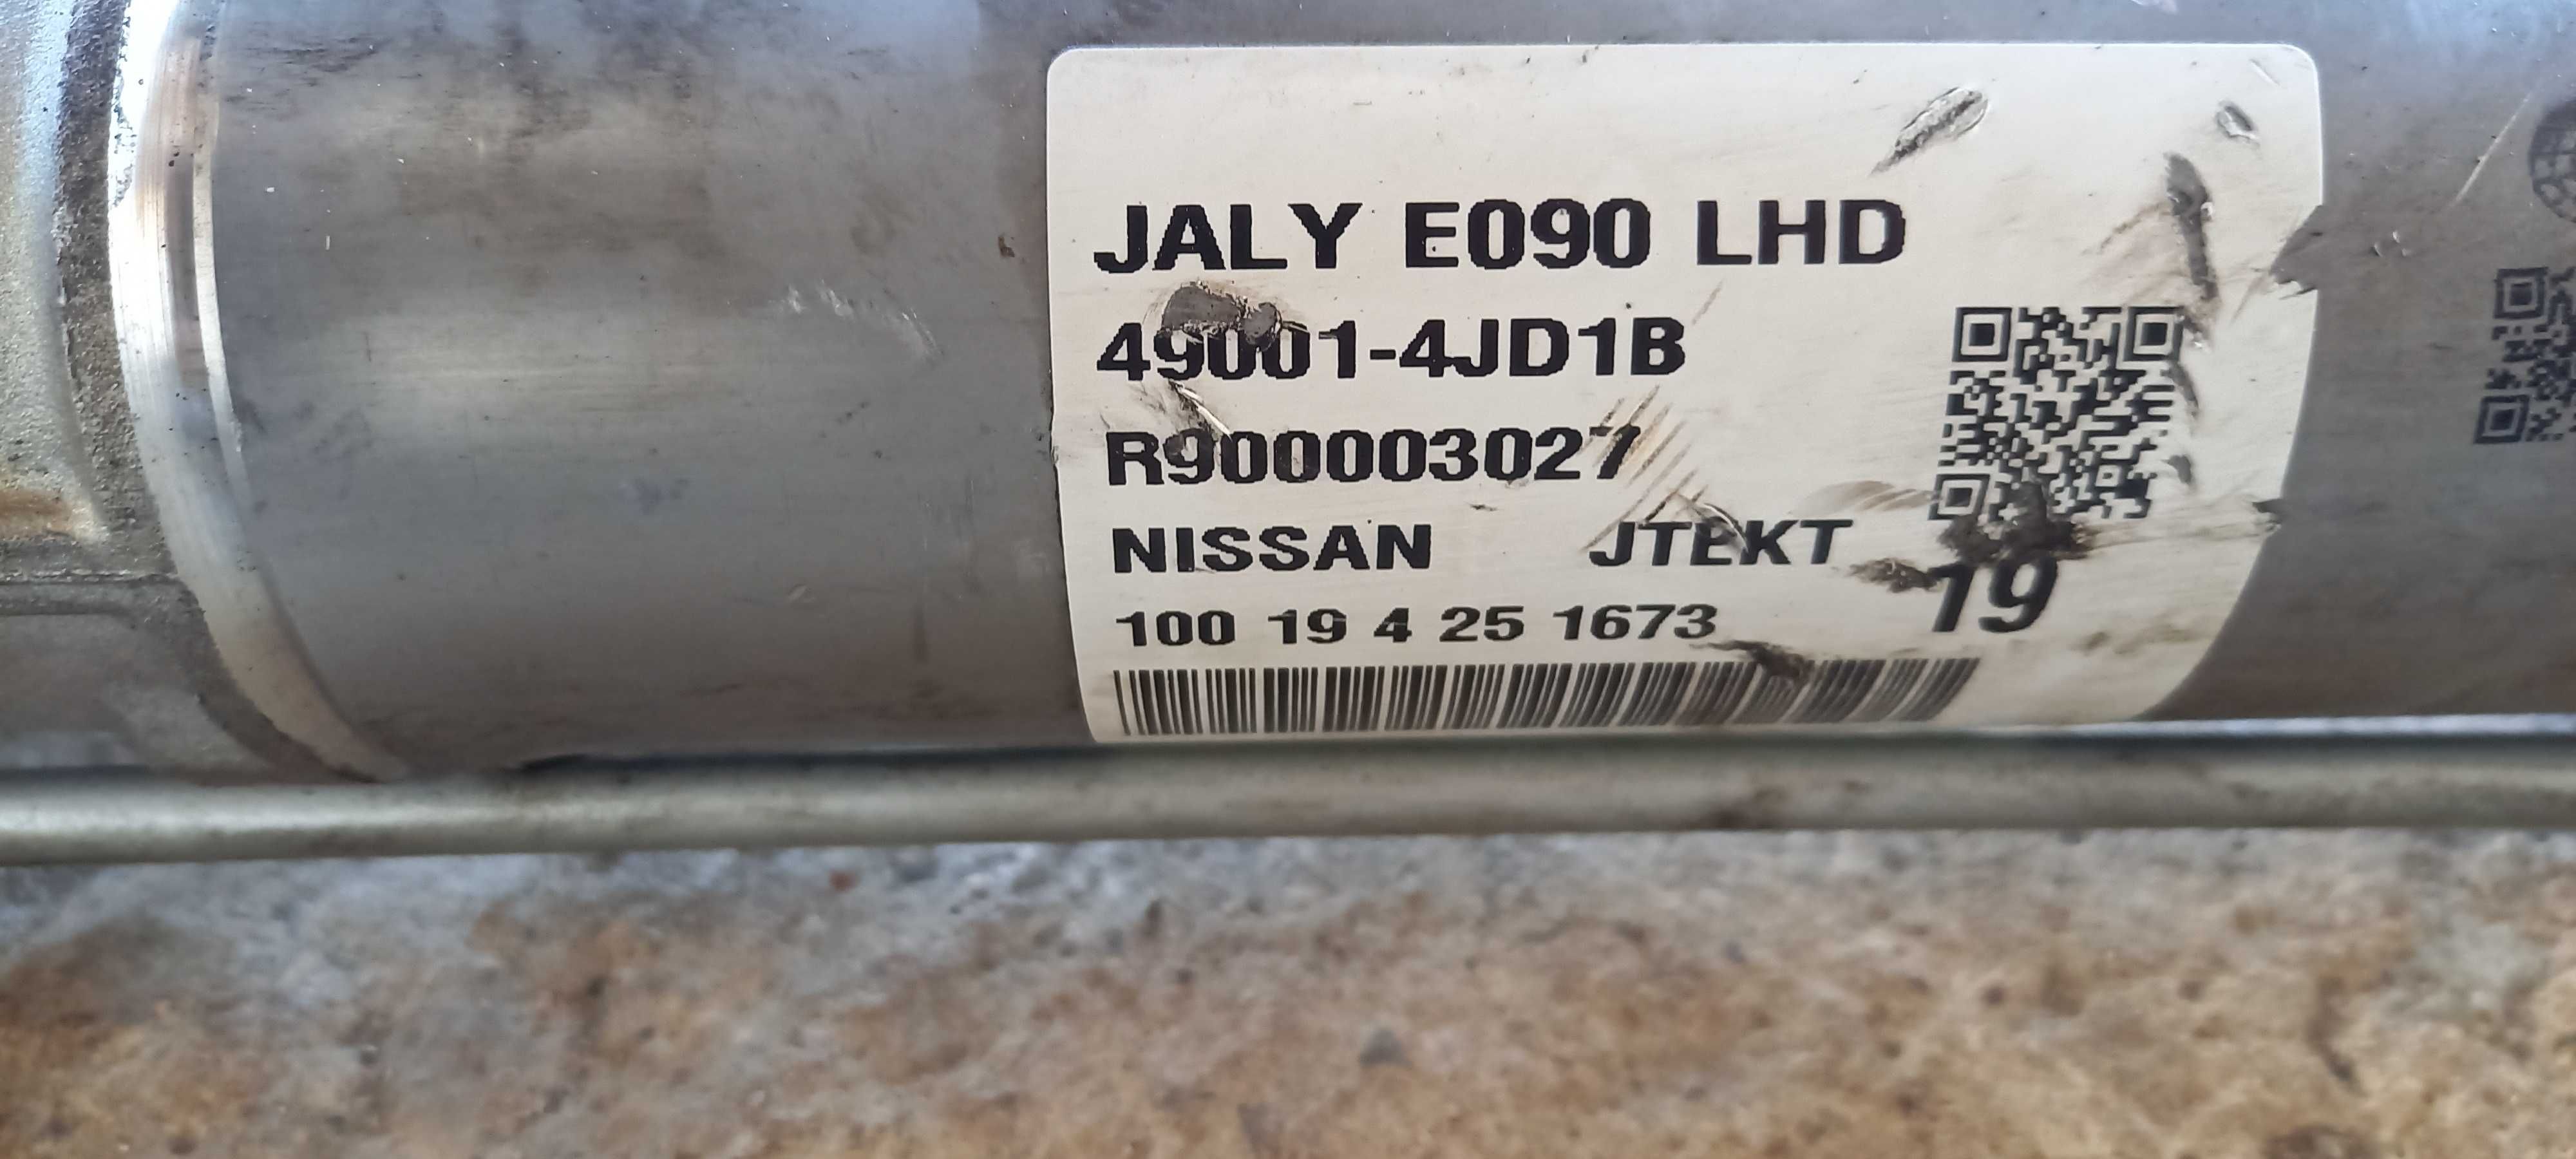 JALY E090 LHD
49001-4JD1B
R900003027
NISSAN JTEKT
19
100 19 4 25 1673